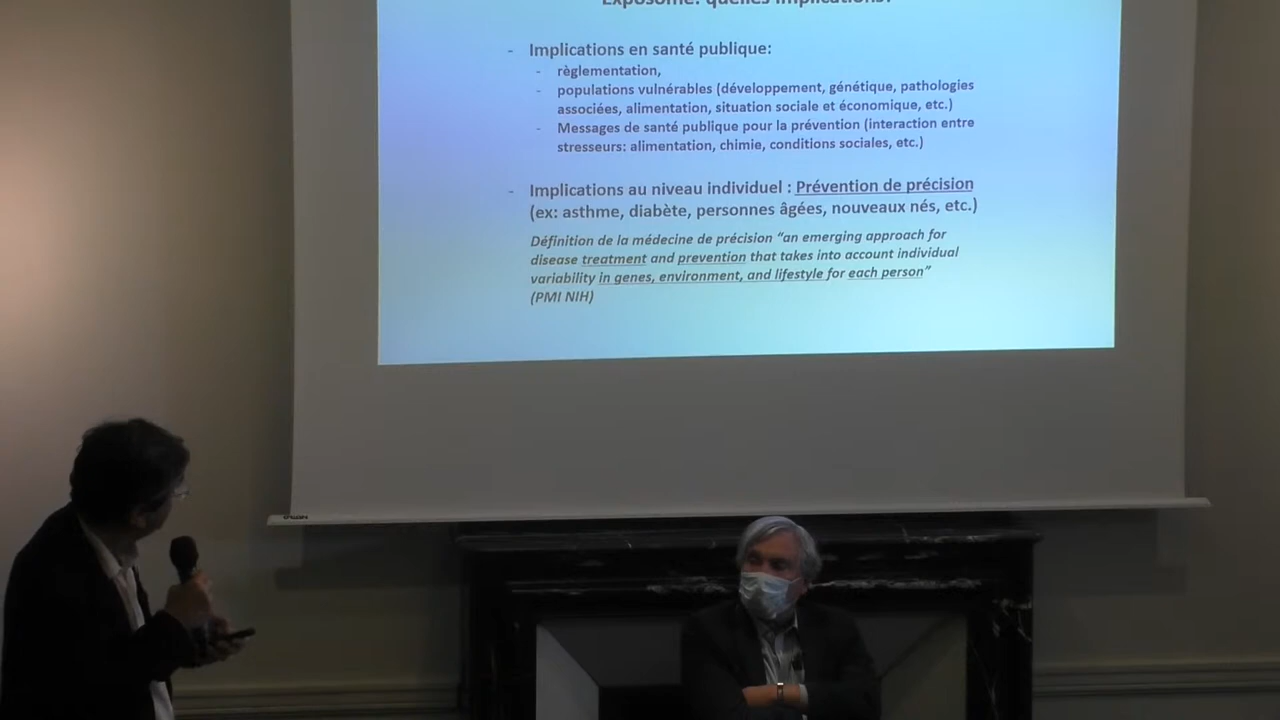 Exposome: quelles implications?
- Implications en santé publique:
- règlementation,
- populations vulnérables (développement, génétique, pathologies
associées, alimentation, situation sociale et économique, etc.)
- Messages de santé publique pour la prévention (interaction entre
stresseurs: alimentation, chimie, conditions sociales, etc.)
- Implications au niveau individuel : Prévention de précision
(ex: asthme, diabète, personnes âgées, nouveaux nés, etc.)
Définition de la médecine de précision “an emerging approach for
disease treatment and prevention that takes into account individual
variability in genes, environment, and lifestyle for each person”
(PMI NIH)